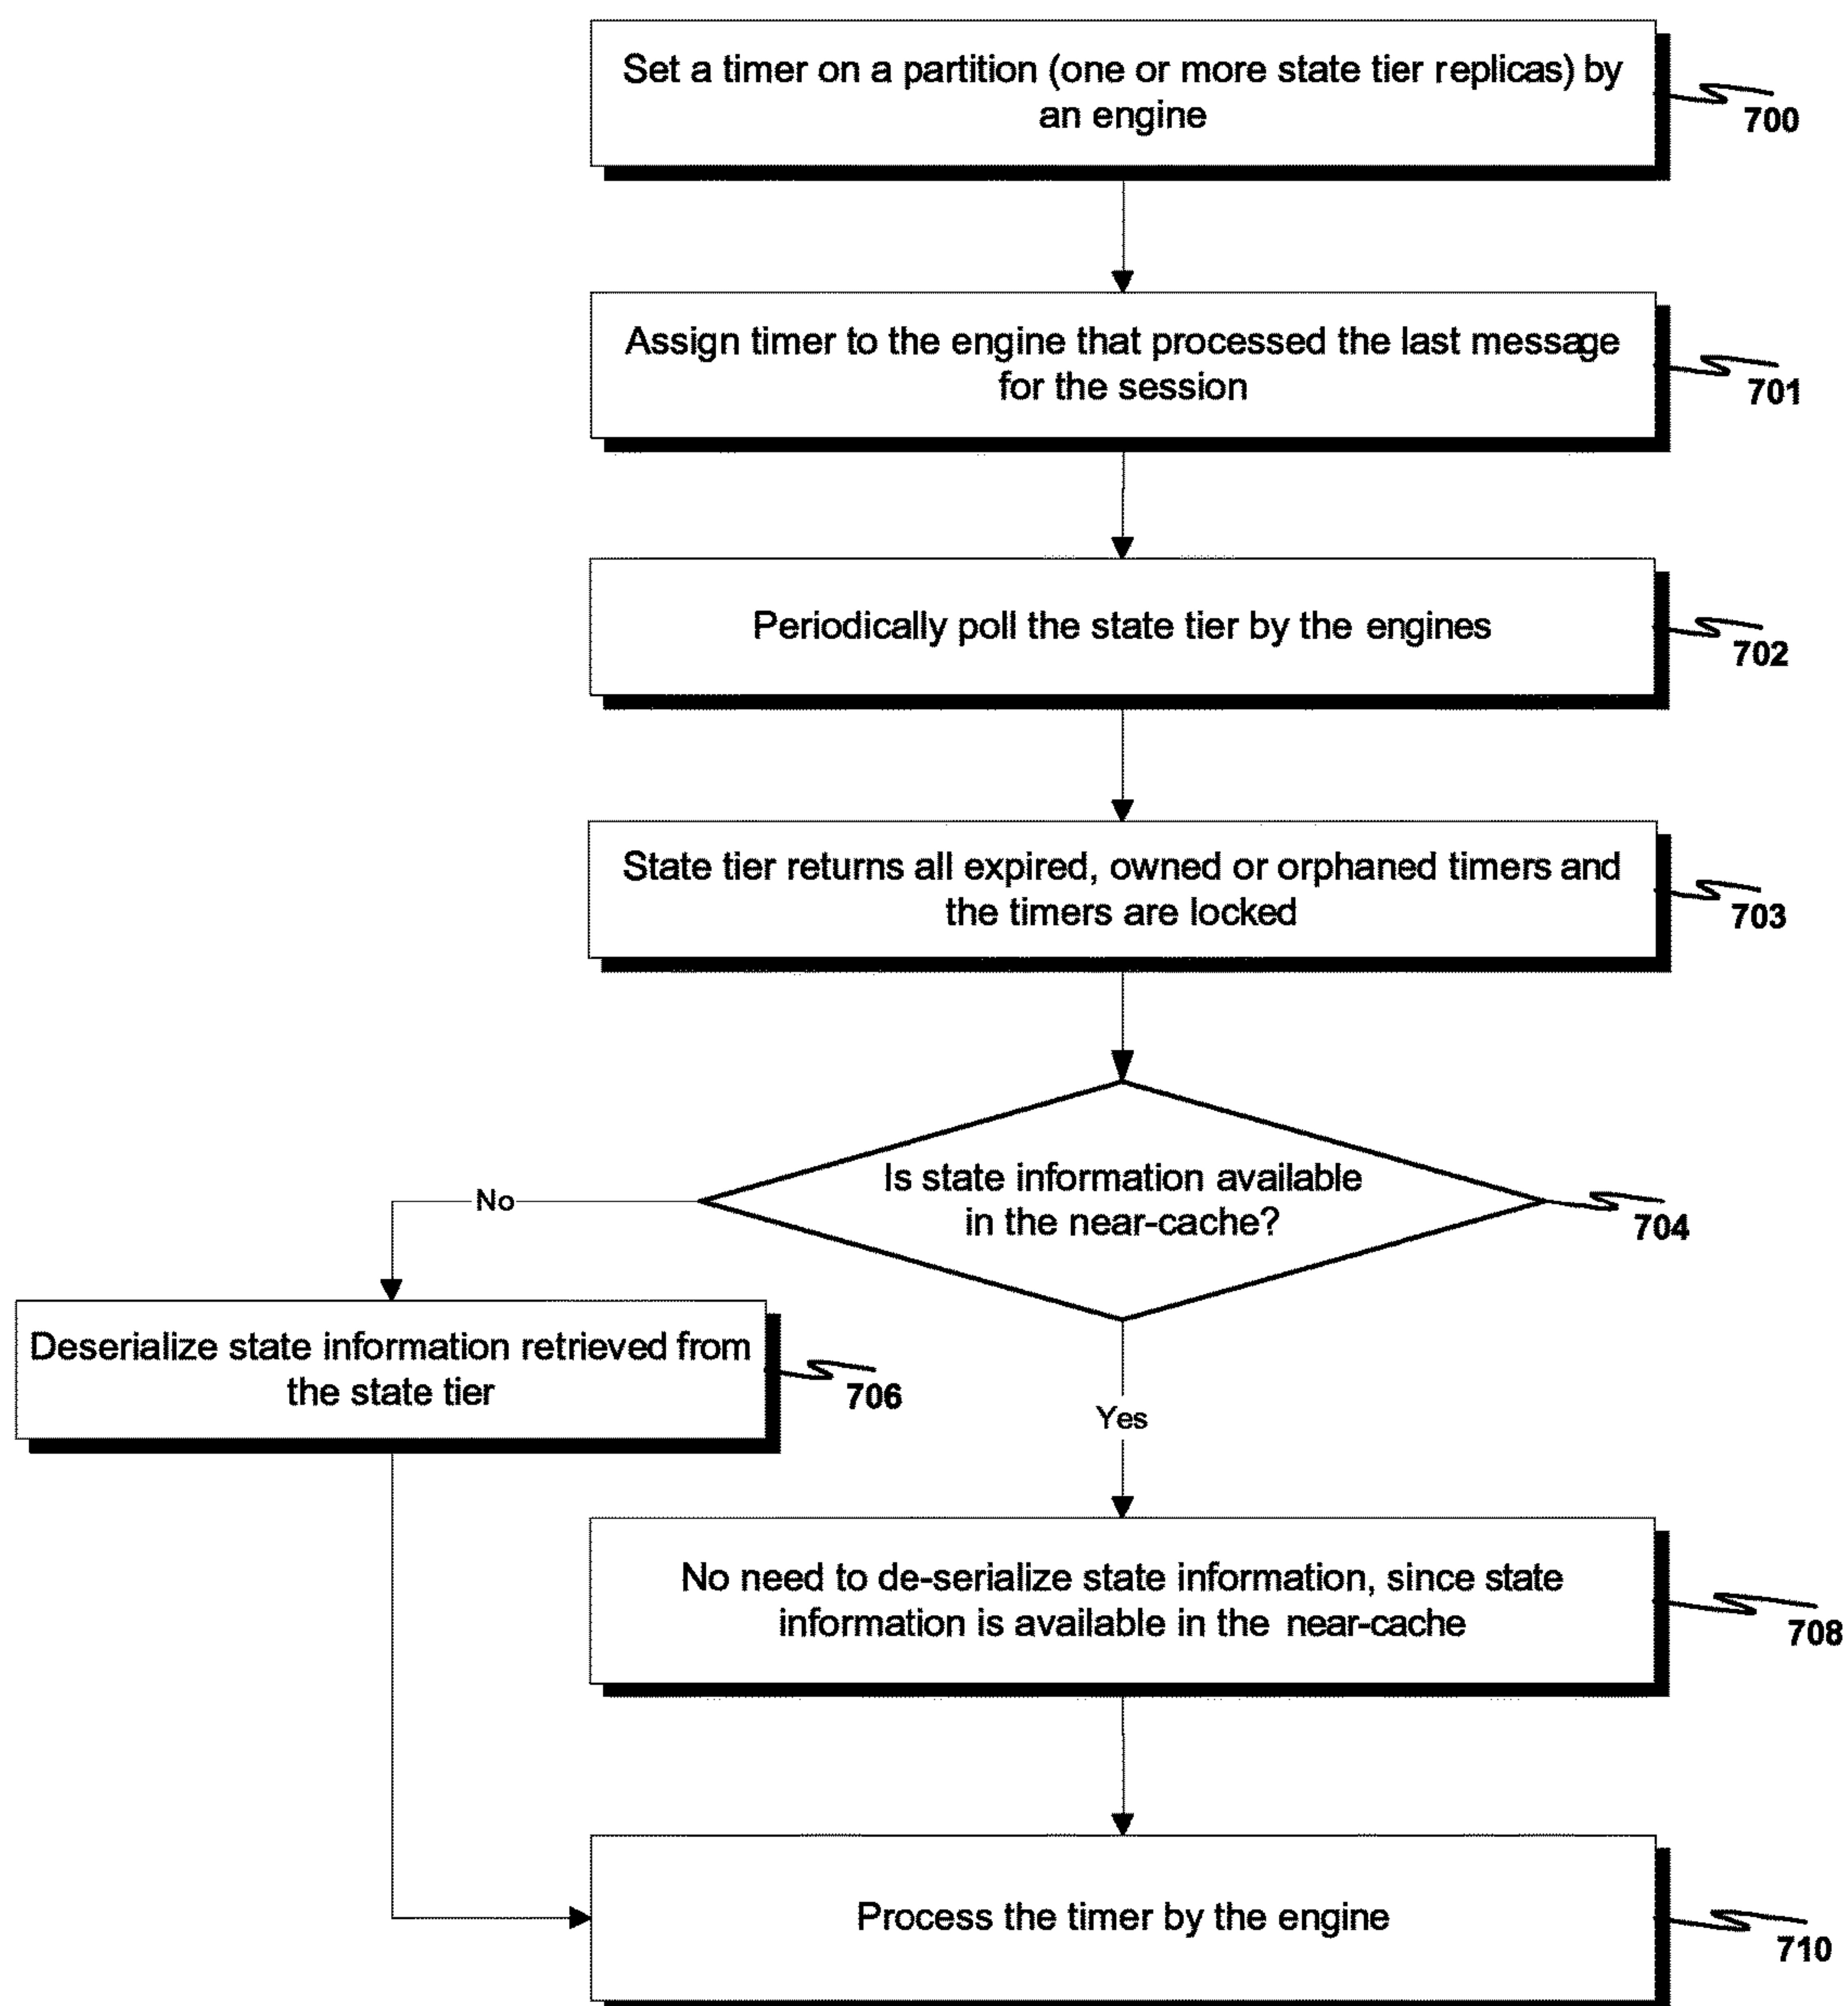 Set a timer on a partition (one or more state tier replicas) by
an engine
700
Assign timer to the engine that processed the last message
for the session
701
Periodically poll the state tier by the engines
702
State tier returns all expired, owned or orphaned timers and
the timers are locked
703
Is state information available
in the near-cache?
704
No
Deserialize state information retrieved from
the state tier
706
Yes
No need to de-serialize state information, since state
information is available in the near-cache
708
Process the timer by the engine
710